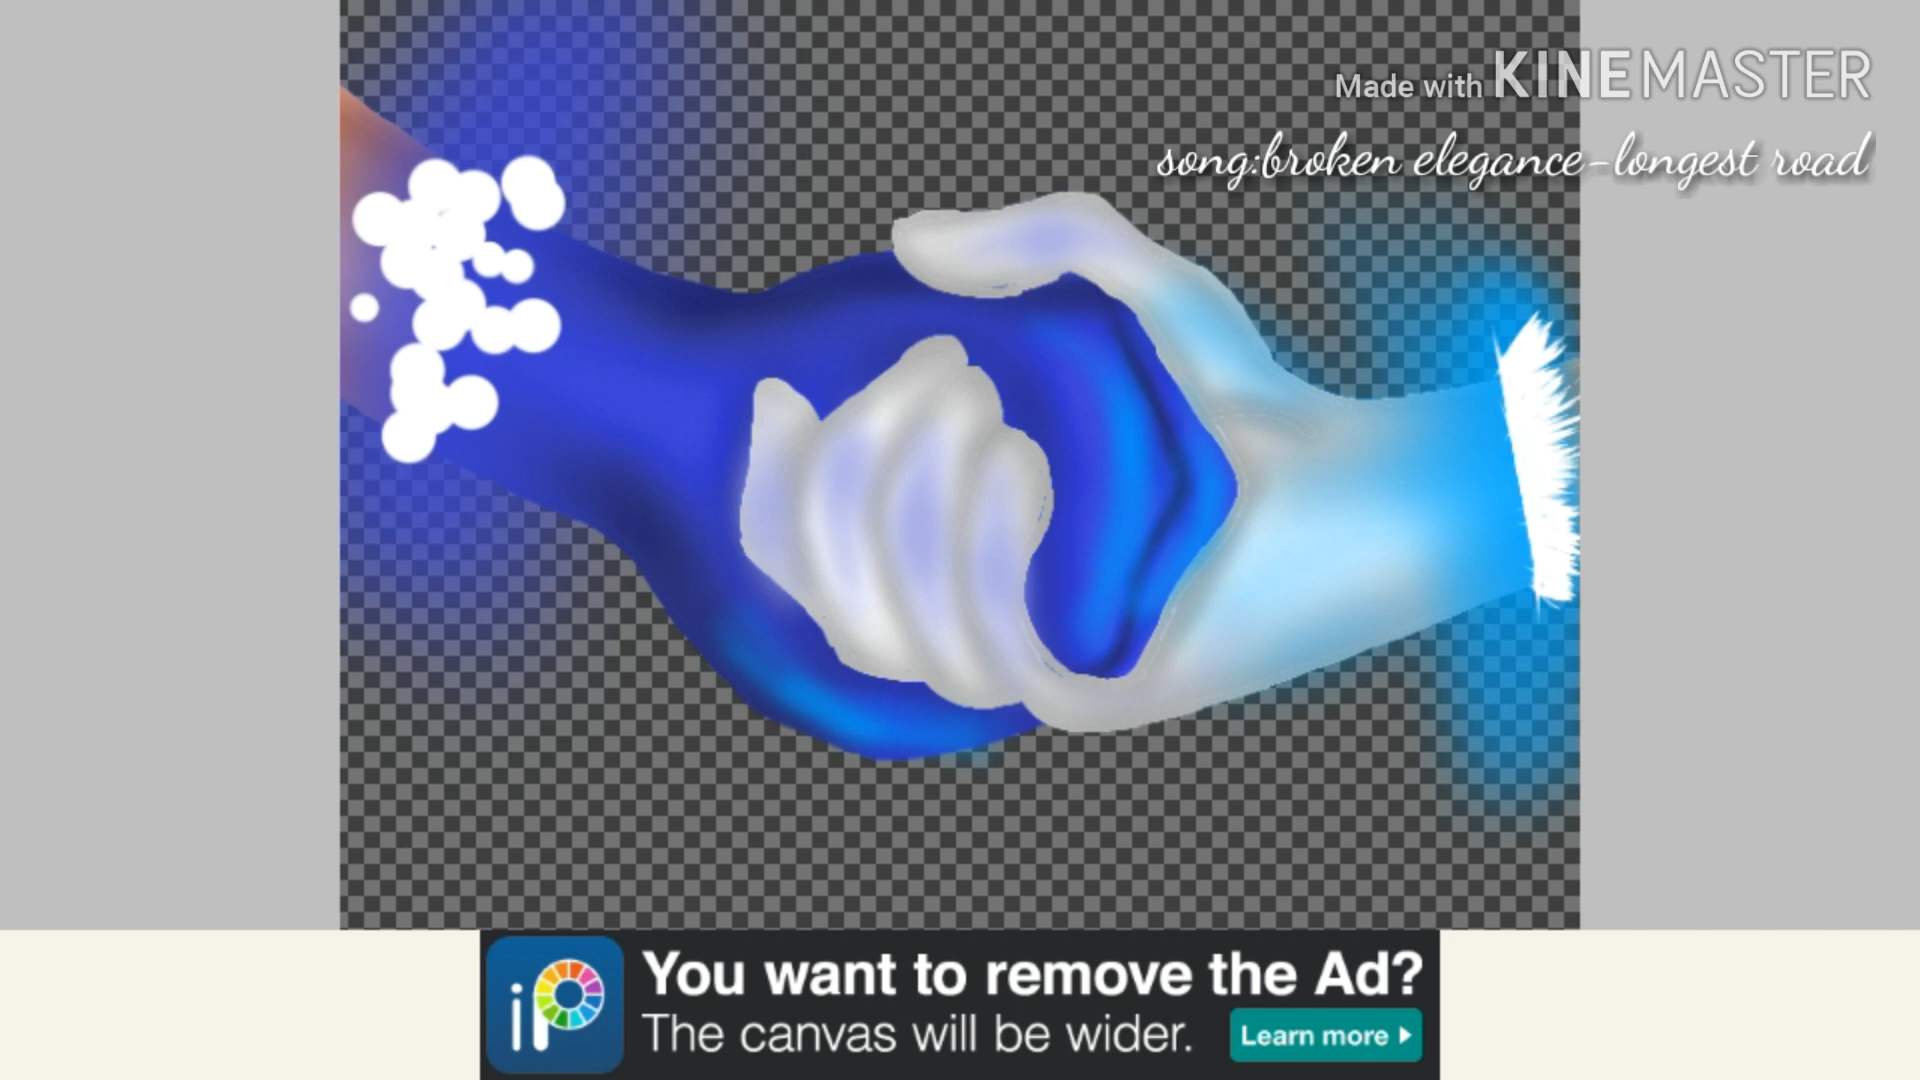 Made with KINEMASTER
song:broken elegance-longest road
iP
You want to remove the Ad?
The canvas will be wider.
Learn more